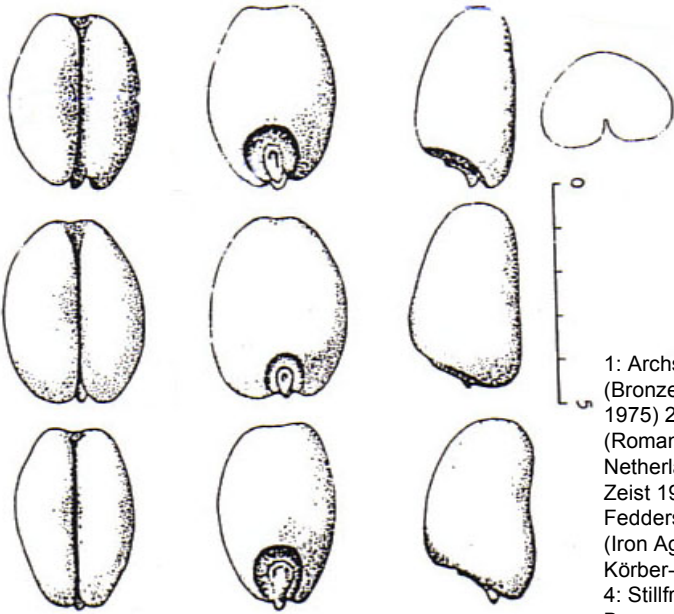 0
5
1: Archs
(Bronze
1975) 2
(Roman
Netherla
Zeist 19
Fedders
(Iron Ag
Körber-
4: Stillfr